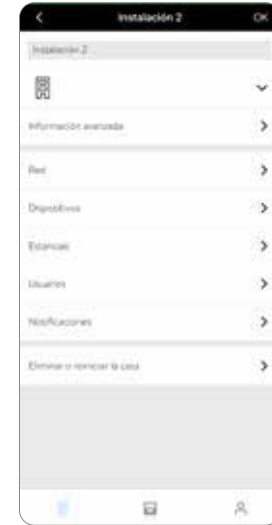 Instalación 2
OK
Instalación 2
Información avanzada
Red
Dispositivos
Estancias
Usuarios
Notificaciones
Eliminar o reiniciar la casa